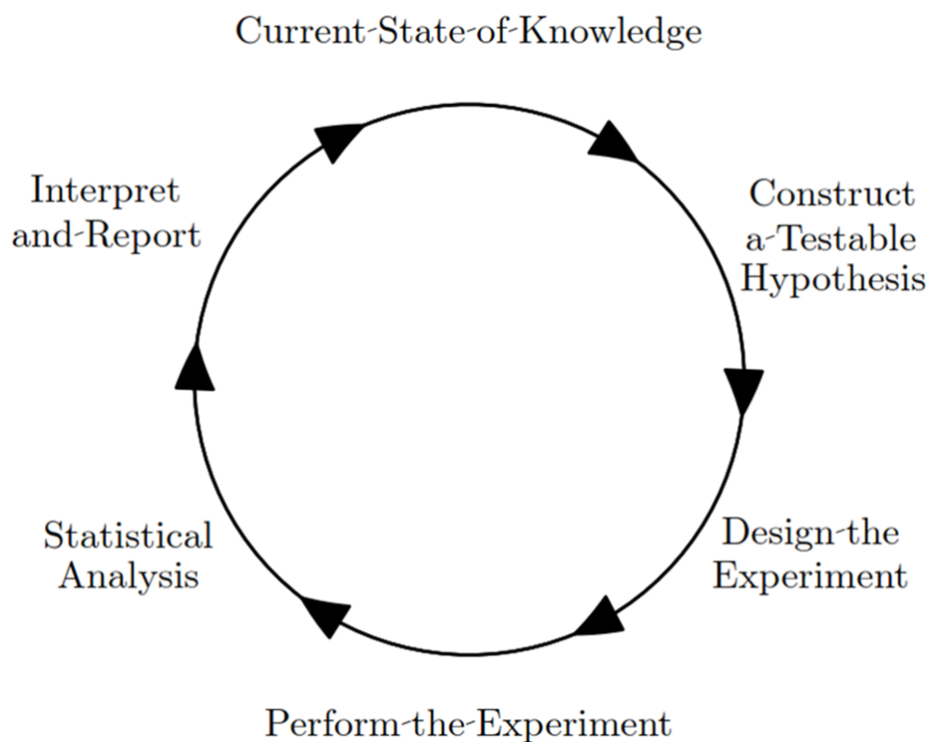 Current-State-of-Knowledge
Construct
a-Testable
Hypothesis
Design-the
Experiment
Perform-the-Experiment
Statistical
Analysis
Interpret
and-Report